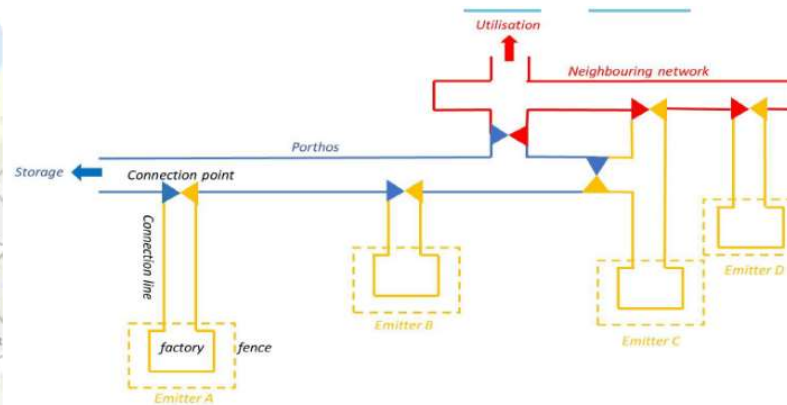 Utilisation
Neighbouring network
Porthos
Storage
Connection point
Connection line
Emitter D
Emitter B
Emitter C
factory
fence
Emitter A